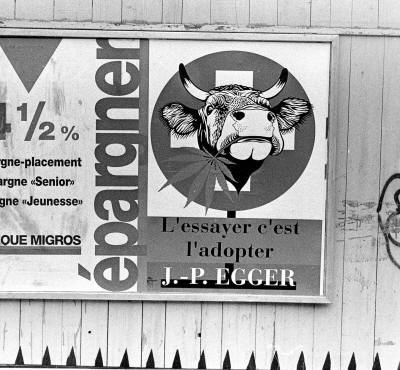 4 1/2 %
rgne-placement
argne «Senior»
gne «Jeunesse»
QUE MIGROS
épargner
L'essayer c'est
l'adopter
J.-P. EGGER